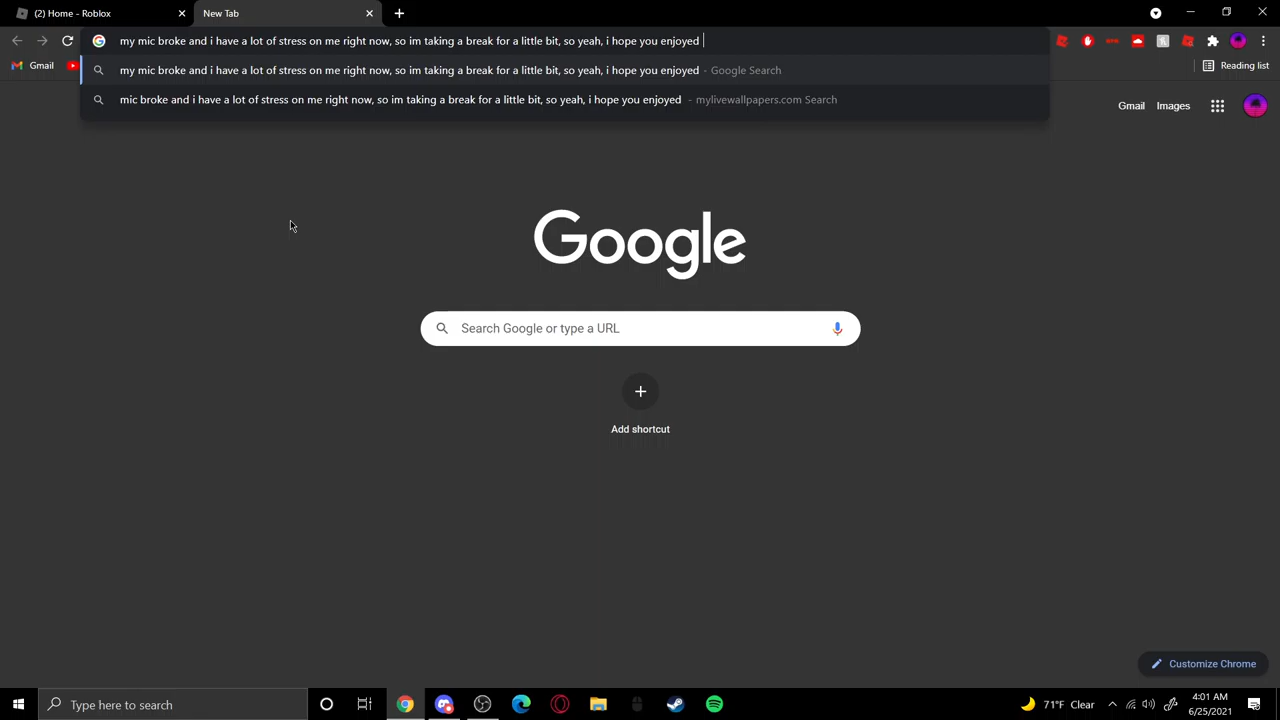 (2) Home - Roblox
New Tab
my mic broke and i have a lot of stress on me right now, so im taking a break for a little bit, so yeah, i hope you enjoyed
my mic broke and i have a lot of stress on me right now, so im taking a break for a little bit, so yeah, i hope you enjoyed - Google Search
mic broke and i have a lot of stress on me right now, so im taking a break for a little bit, so yeah, i hope you enjoyed - mylivewallpapers.com Search
Gmail
Reading list
Gmail Images
Google
Search Google or type a URL
Add shortcut
Customize Chrome
Type here to search
71°F Clear
4:01 AM
6/25/2021